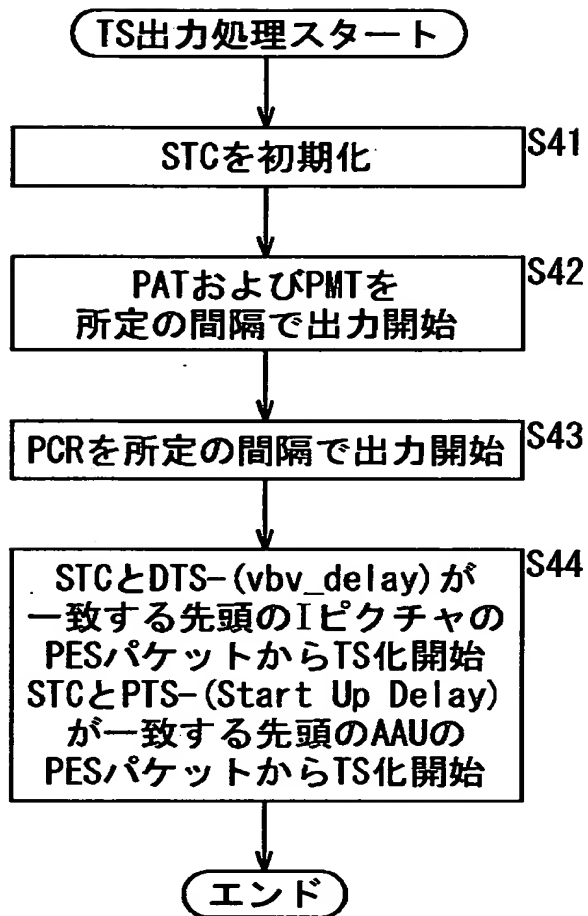 TS出力処理スタート
STCを初期化
S41
PATおよびPMTを
所定の間隔で出力開始
S42
PCRを所定の間隔で出力開始
S43
STCとDTS-(vbv_delay)が
一致する先頭のIピクチャの
PESパケットからTS化開始
STCとPTS-(Start Up Delay)
が一致する先頭のAAUの
PESパケットからTS化開始
S44
エンド